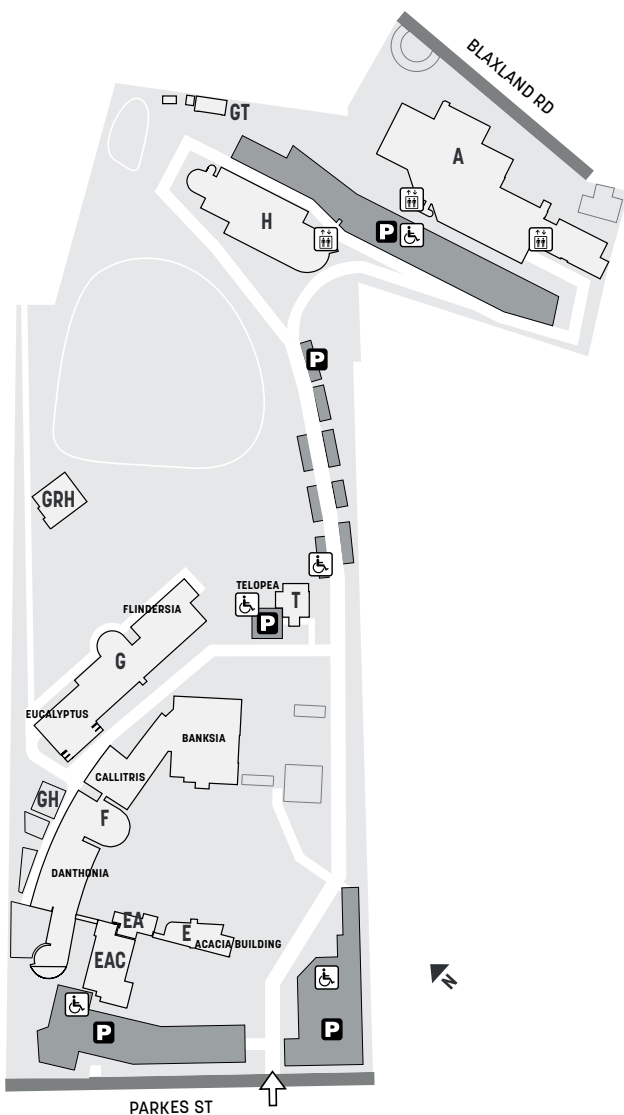 BLAXLAND RD
GT
A
H
P
P
GRH
TELOPEA
T
FLINDERSIA
P
G
EUCALYPTUS
BANKSIA
CALLITRIS
GH
F
DANTHONIA
EA
E
ACACIA BUILDING
EAC
N
P
P
PARKES ST